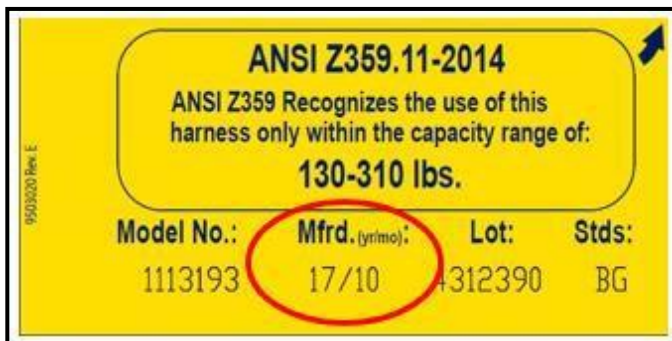 ANSI Z359.11-2014
ANSI Z359 Recognizes the use of this
harness only within the capacity range of:
130-310 lbs.
9503020 Rev. E
Model No.: Mfrd. (yr/mo): Lot: Stds:
1113193 17/10 4312390 BG